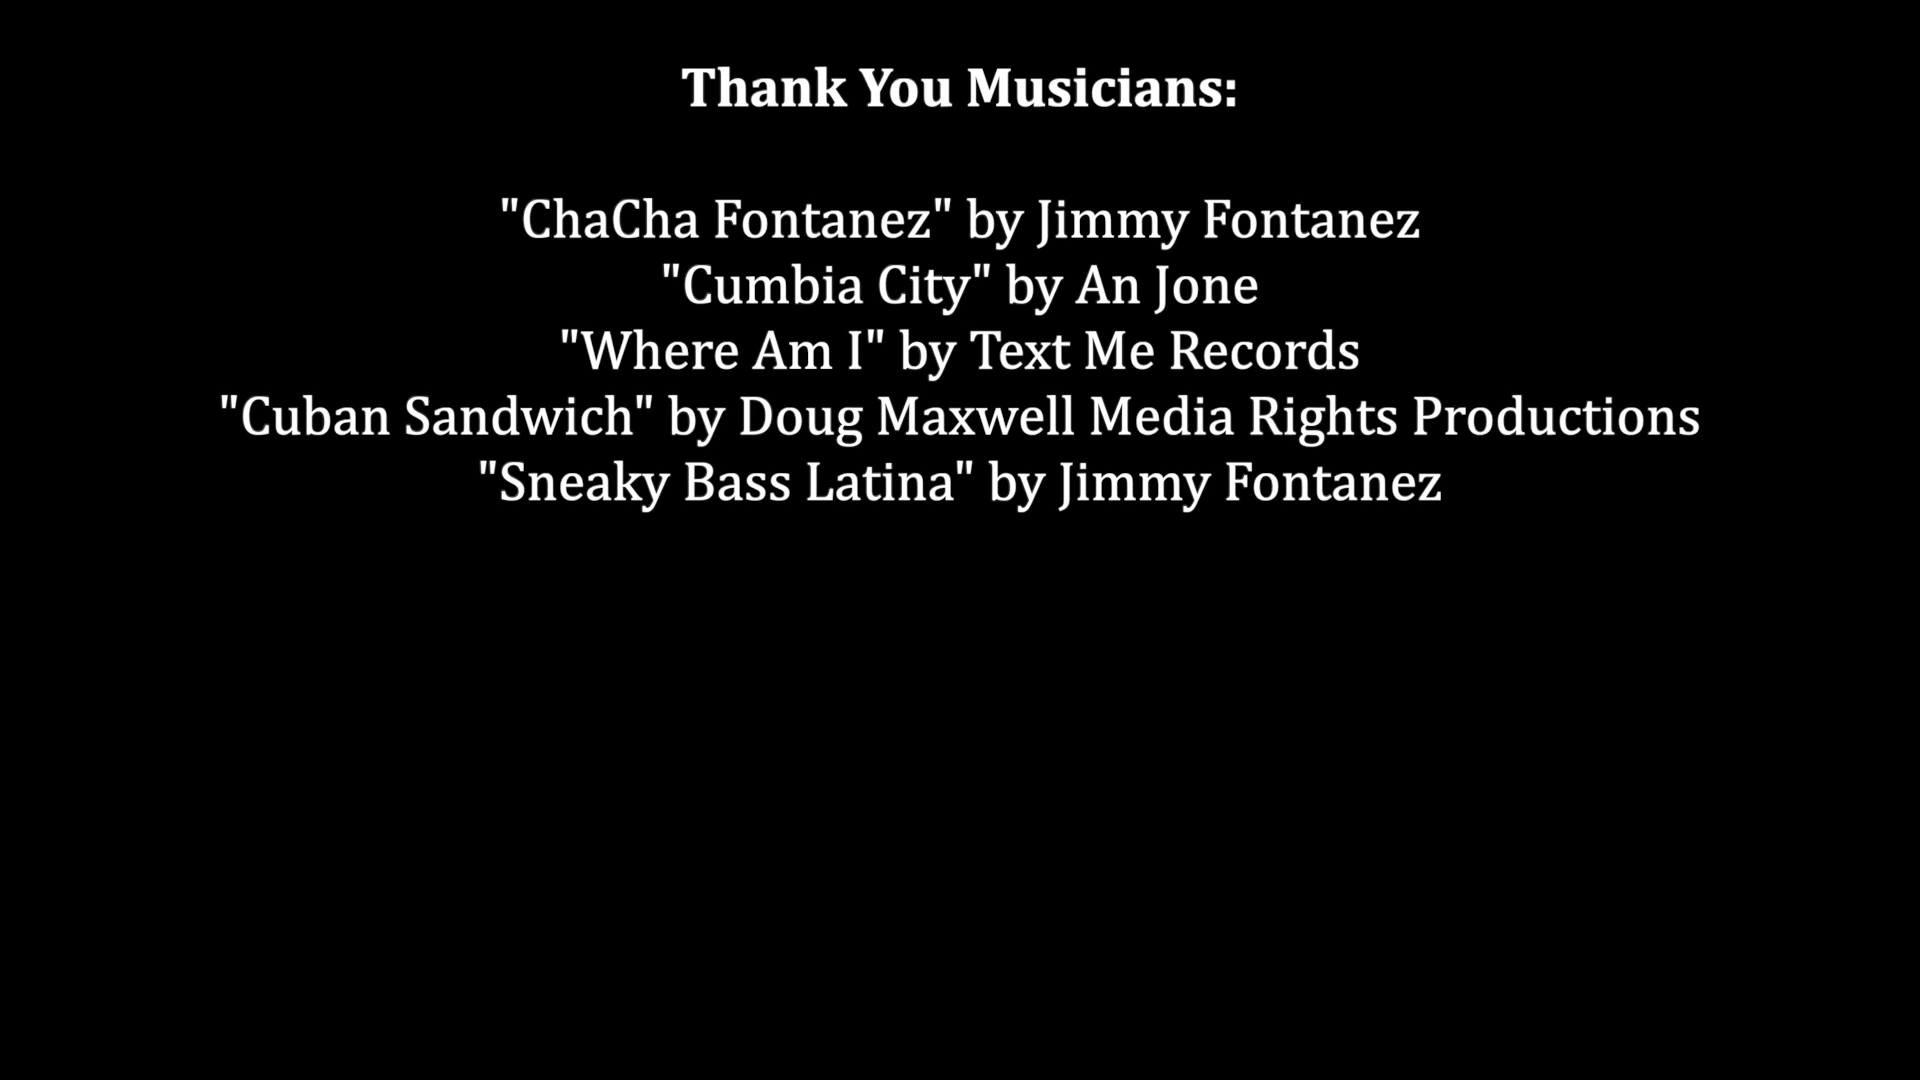 Thank You Musicians:
"ChaCha Fontanez" by Jimmy Fontanez
"Cumbia City" by An Jone
"Where Am I" by Text Me Records
"Cuban Sandwich" by Doug Maxwell Media Rights Productions
"Sneaky Bass Latina" by Jimmy Fontanez